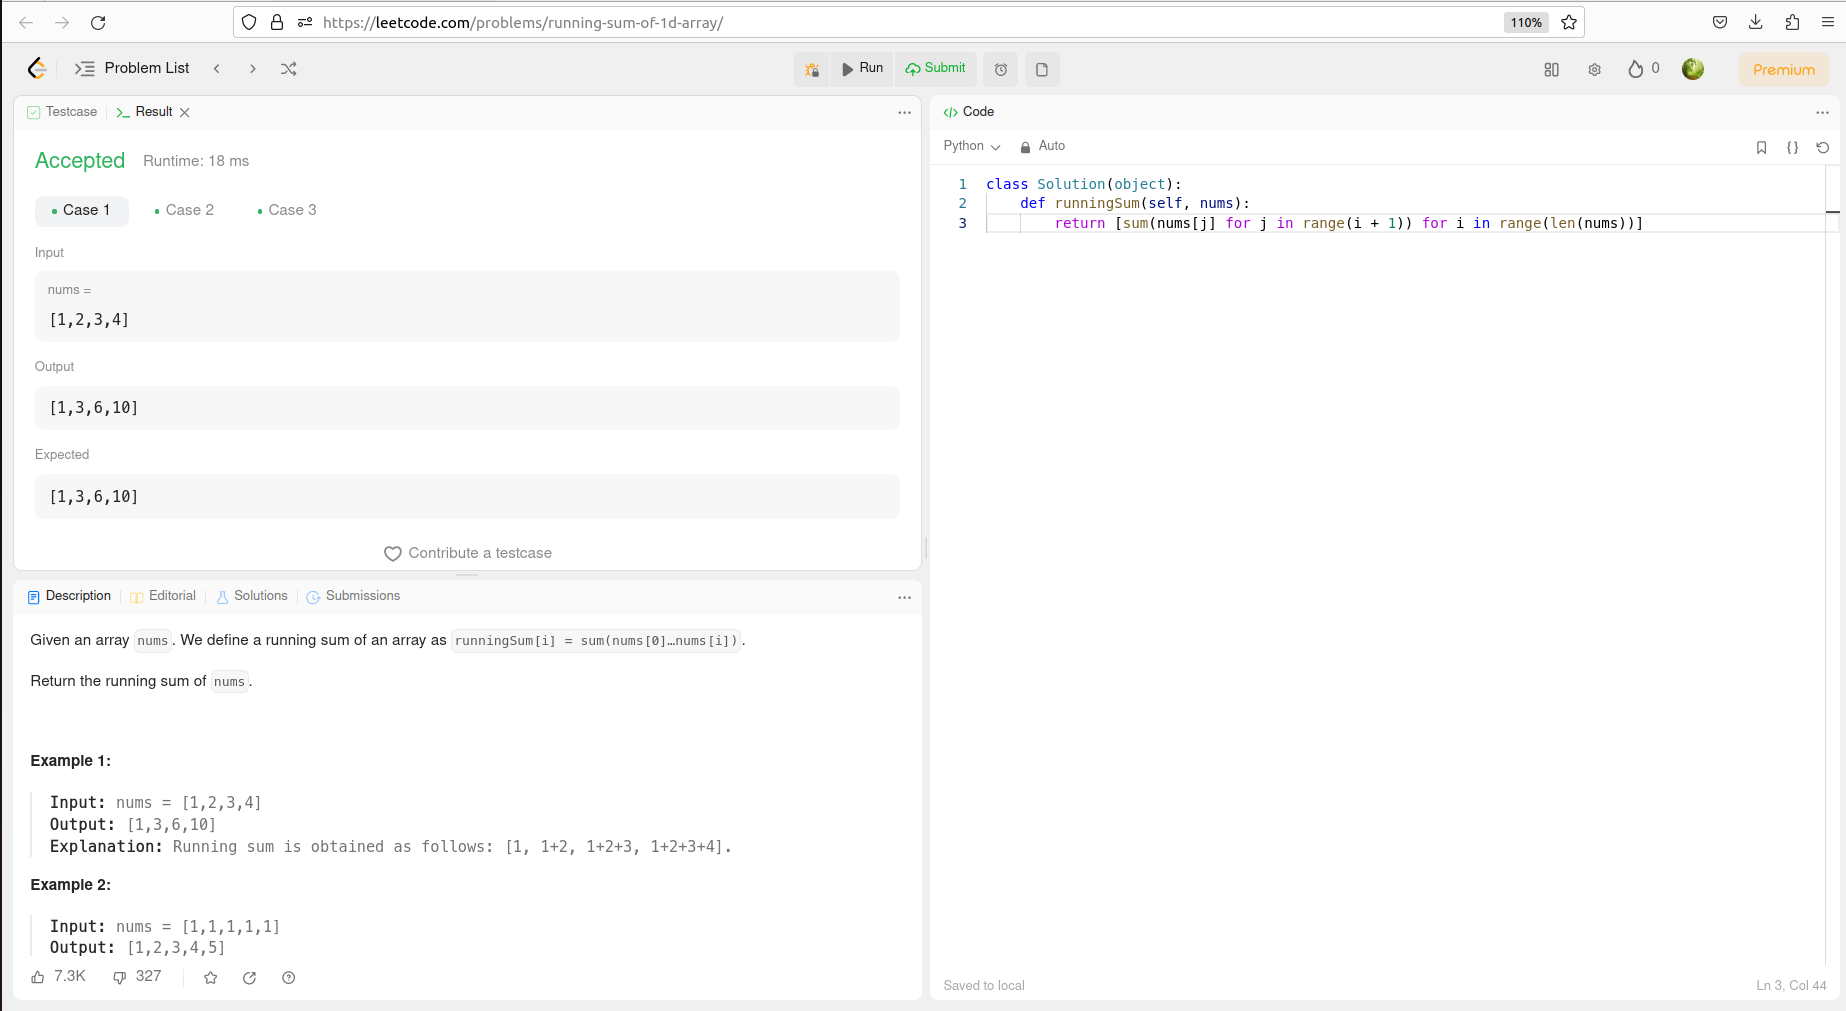 https://leetcode.com/problems/running-sum-of-1d-array/
110%
Problem List
Run
Submit
0
Premium
Testcase
Result
Accepted
Runtime: 18 ms
Case 1
Case 2
Case 3
Input
nums =
[1,2,3,4]
Output
[1,3,6,10]
Expected
[1,3,6,10]
Contribute a testcase
Description
Editorial
Solutions
Submissions
Given an array nums. We define a running sum of an array as runningSum[i] = sum(nums[0]…nums[i]).
Return the running sum of nums.
Example 1:
Input: nums = [1,2,3,4]
Output: [1,3,6,10]
Explanation: Running sum is obtained as follows: [1, 1+2, 1+2+3, 1+2+3+4].
Example 2:
Input: nums = [1,1,1,1,1]
Output: [1,2,3,4,5]
7.3K
327
Code
Python
Auto
1 class Solution(object):
2 def runningSum(self, nums):
3 return [sum(nums[j] for j in range(i + 1)) for i in range(len(nums))]
Saved to local
Ln 3, Col 44